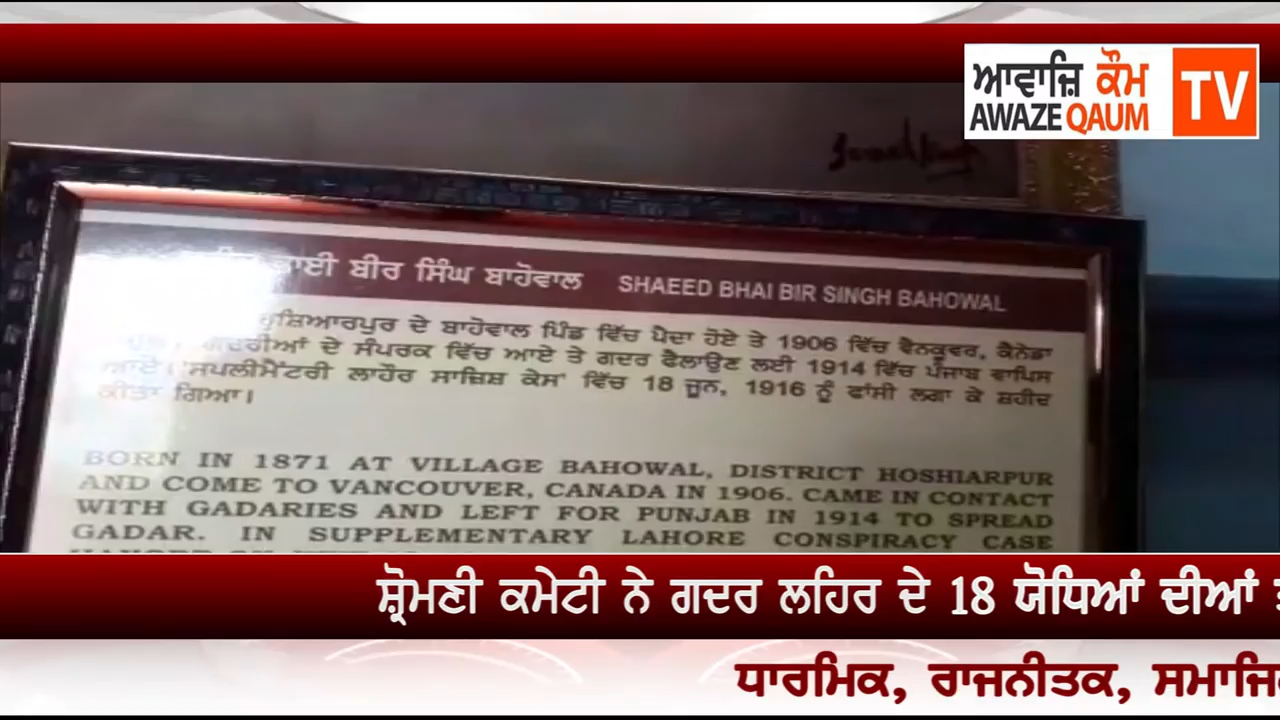 ਆਵਾਜ਼ਿ ਕੌਮ
AWAZE QAUM
TV
ਬੀਰ ਸਿੰਘ ਬਾਹੋਵਾਲ SHAEED BHAI BIR SINGH BAHOWAL
ਦੇ ਬਾਹੋਵਾਲ ਪਿੰਡ ਵਿੱਚ ਪੈਦਾ ਹੋਏ ਤੇ 1906 ਵਿੱਚ ਵੈਨਕੂਵਰ, ਕੈਨੇਡਾ
ਦੇ ਸੰਪਰਕ ਵਿੱਚ ਆਏ ਤੇ ਗਦਰ ਫੈਲਾਉਣ ਲਈ 1914 ਵਿੱਚ ਪੰਜਾਬ ਵਾਪਿਸ
ਆਏ। 'ਸਪਲੀਮੈਂਟਰੀ ਲਾਹੌਰ ਸਾਜ਼ਿਸ਼ ਕੇਸ' ਵਿੱਚ 18 ਜੂਨ, 1916 ਨੂੰ ਫਾਂਸੀ ਲਗਾ ਕੇ ਸ਼ਹੀਦ
ਕੀਤਾ ਗਿਆ।
BORN IN 1871 AT VILLAGE BAHOWAL, DISTRICT HOSHIARPUR
AND COME TO VANCOUVER, CANADA IN 1906. CAME IN CONTACT
WITH GADARIES AND LEFT FOR PUNJAB IN 1914 TO SPREAD
GADAR. IN SUPPLEMENTARY LAHORE CONSPIRACY CASE
ਸ਼੍ਰੋਮਣੀ ਕਮੇਟੀ ਨੇ ਗਦਰ ਲਹਿਰ ਦੇ 18 ਯੋਧਿਆਂ ਦੀਆਂ
ਧਾਰਮਿਕ, ਰਾਜਨੀਤਕ,